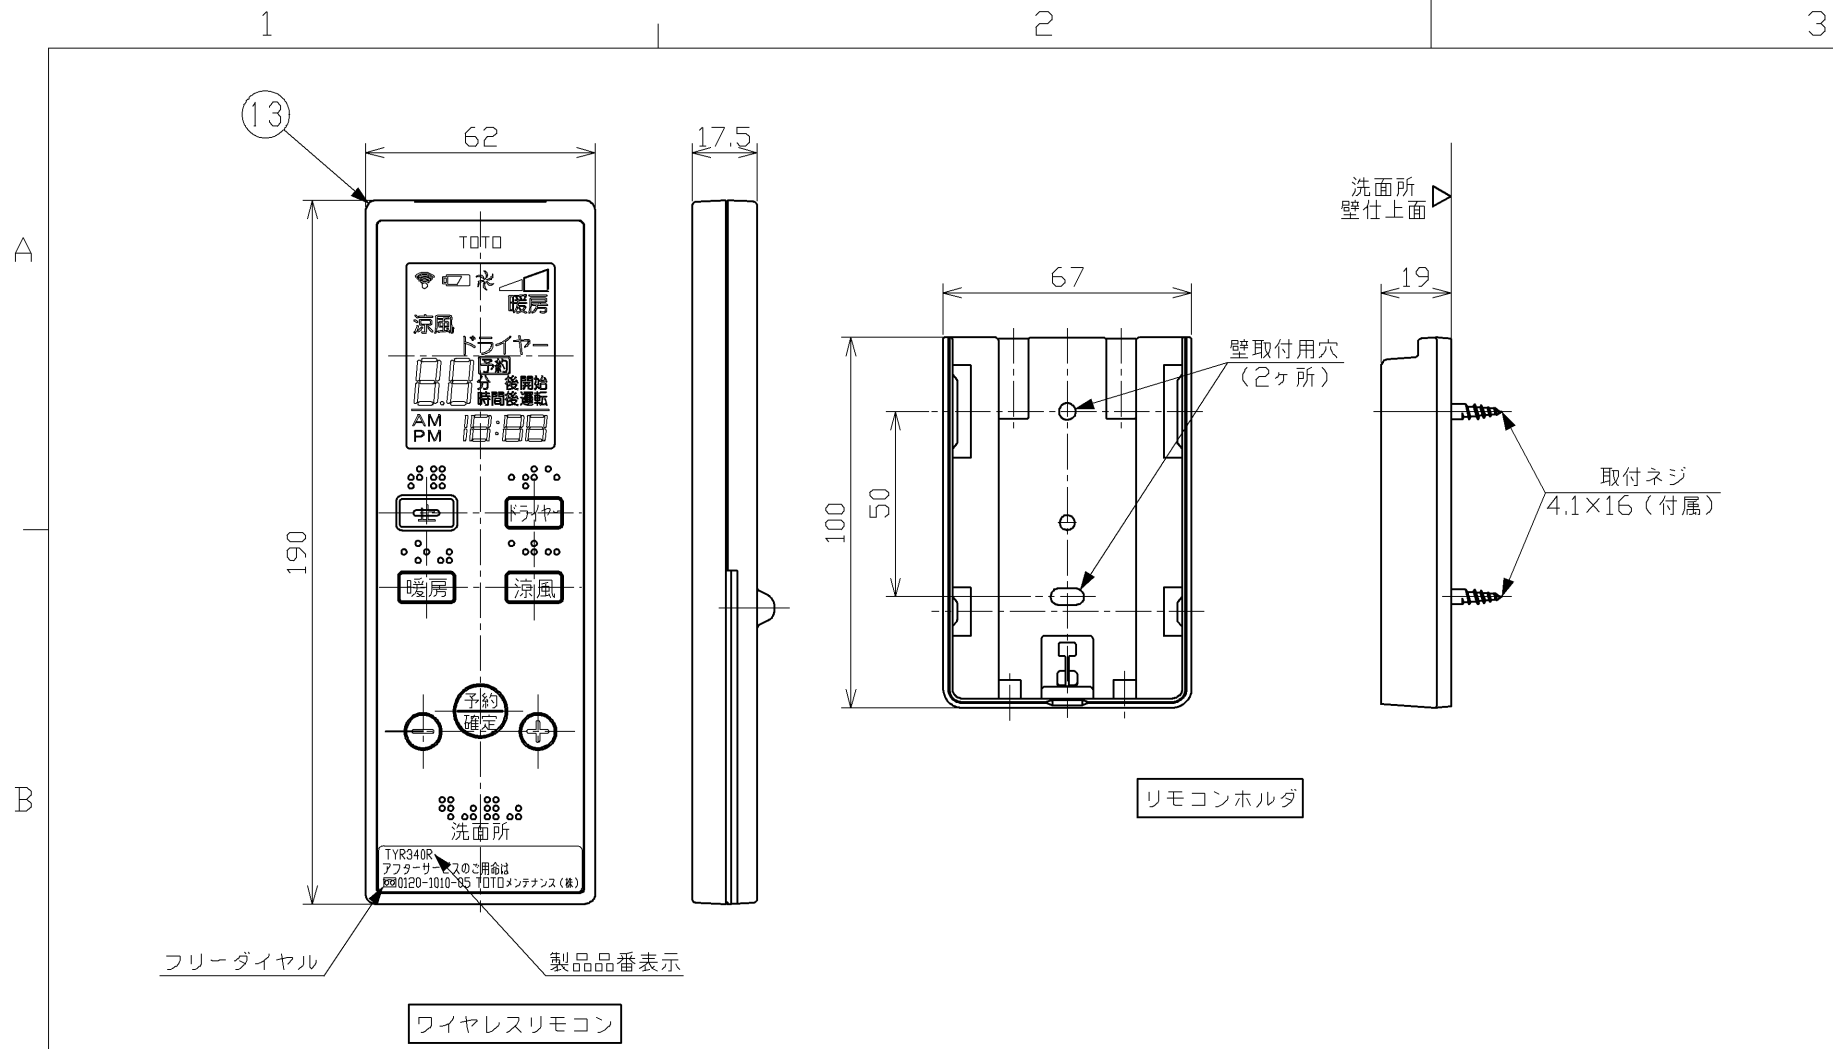 1
2
3
A
B
13
62
17.5
190
TOTO
暖房
涼風
ドライヤー
8.8
予約
分 後開始
時間後運転
AM
PM
18:88
ドライヤー
暖房
涼風
予約
確定
洗面所
TYR340R
アフターサービスのご用命は
0120-1010-05 TOTOメンテナンス(株)
フリーダイヤル
製品品番表示
ワイヤレスリモコン
67
100
50
壁取付用穴
(2ヶ所)
リモコンホルダ
洗面所
壁仕上面
19
取付ネジ
4.1×16(付属)